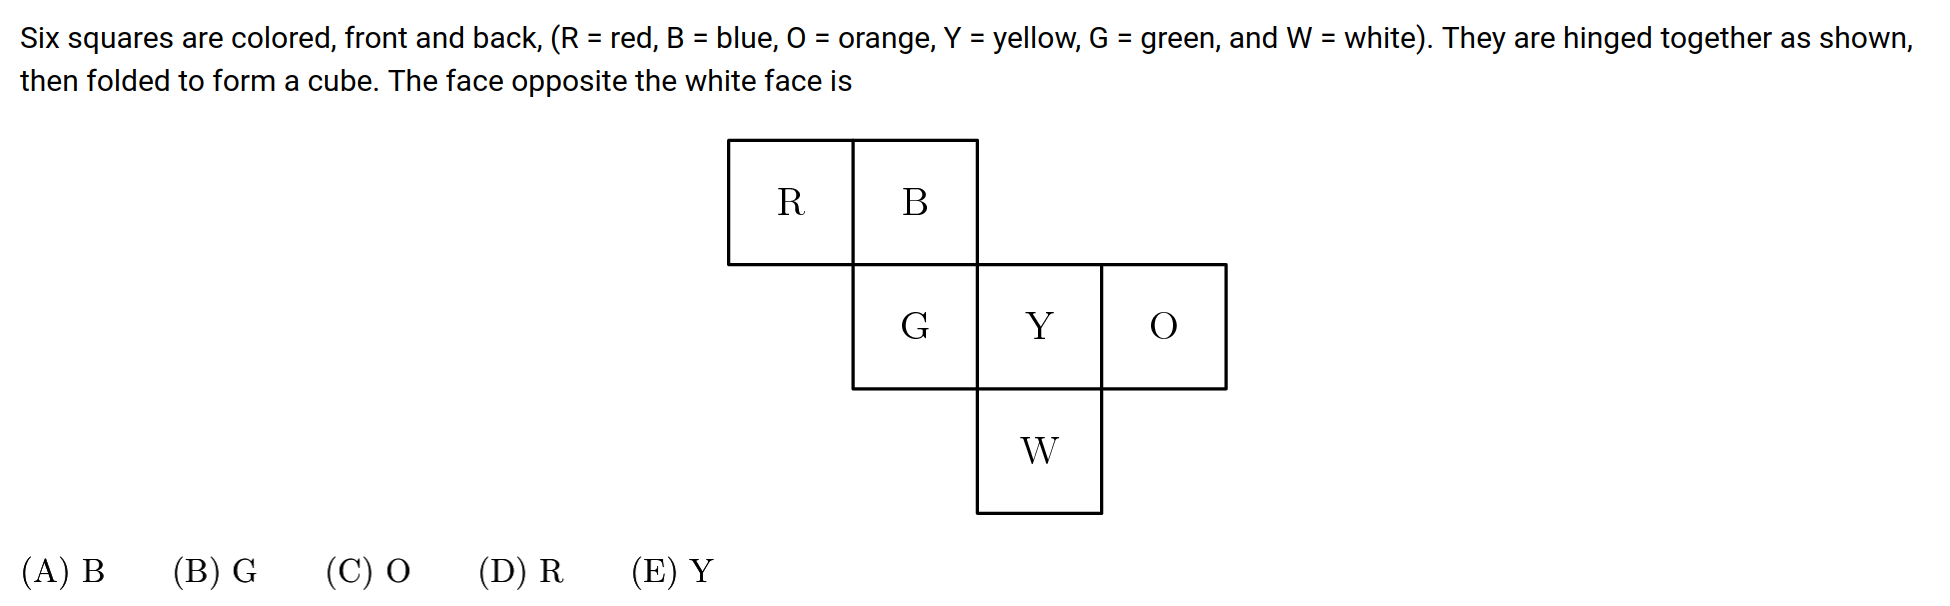 Six squares are colored, front and back, (R = red, B = blue, O = orange, Y = yellow, G = green, and W = white). They are hinged together as shown,
then folded to form a cube. The face opposite the white face is
R B
G Y O
W
(A) B (B) G (C) O (D) R (E) Y